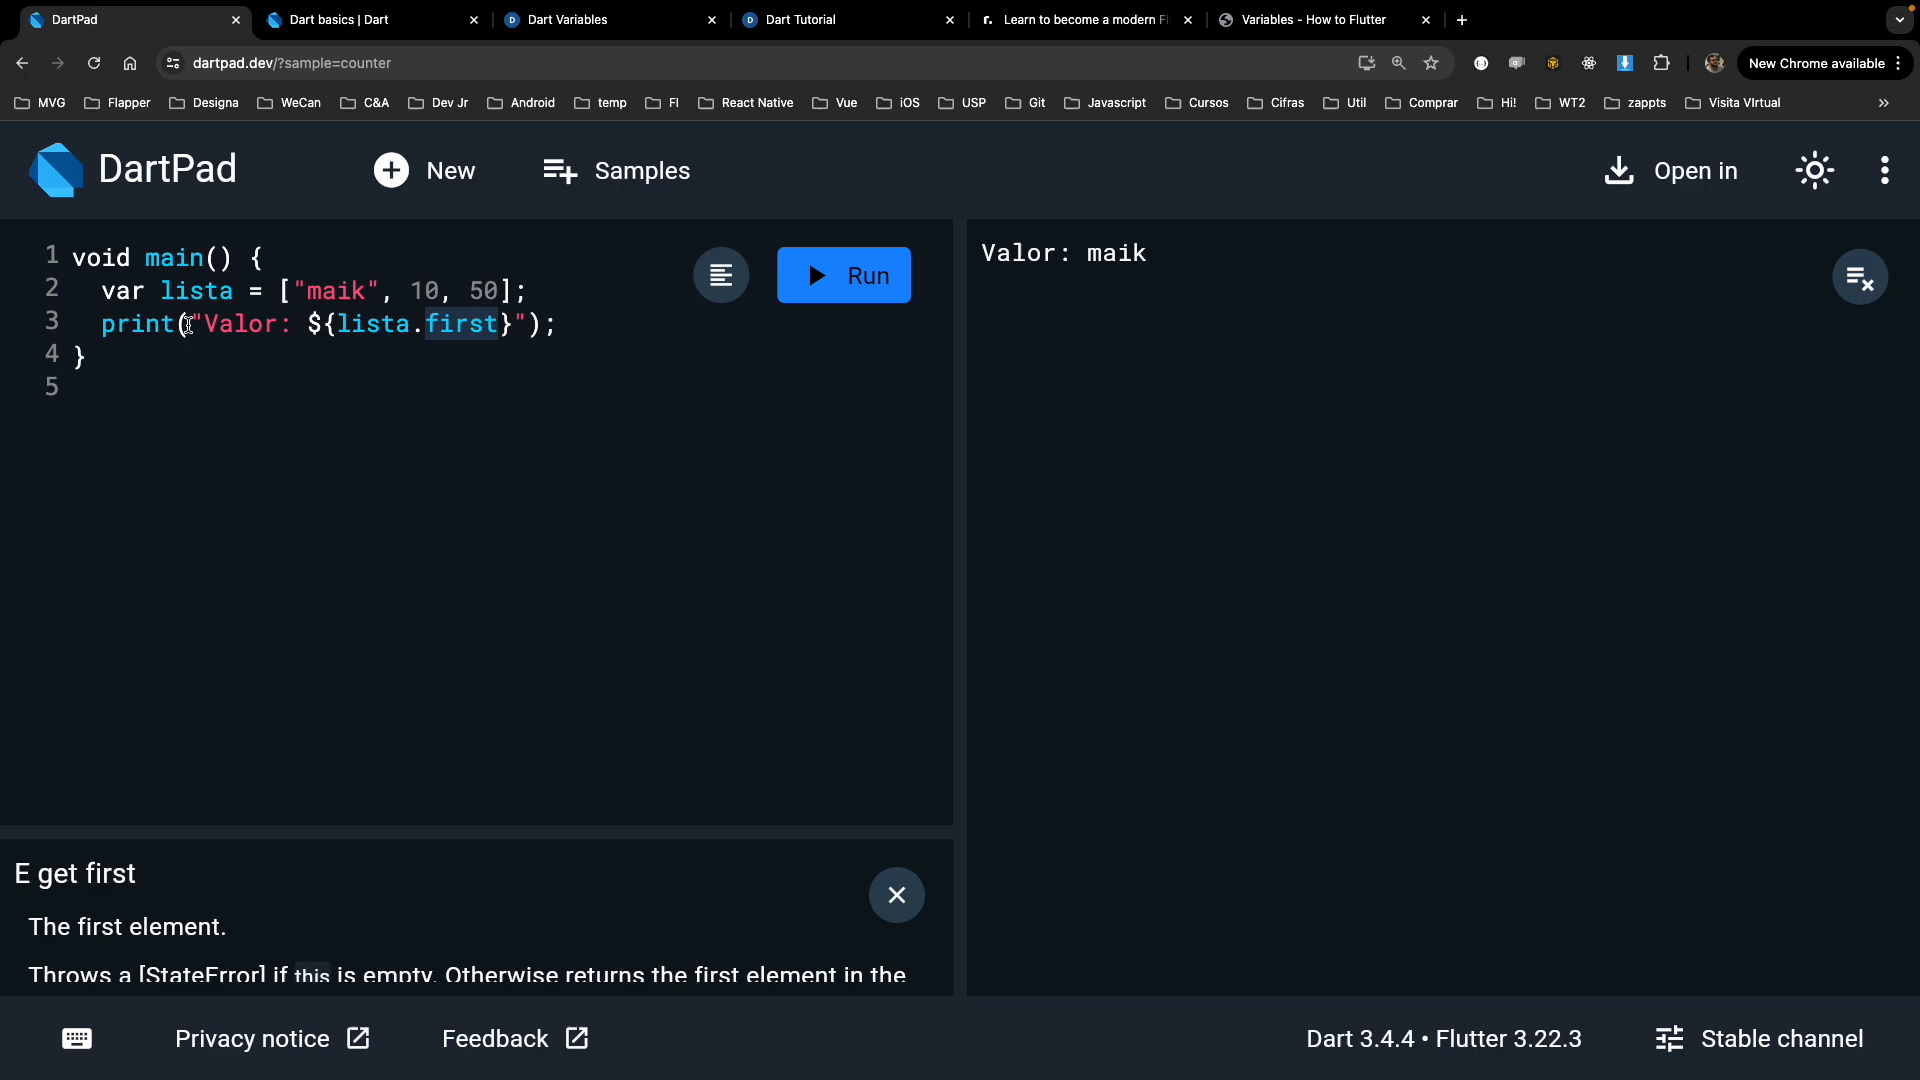 DartPad
Dart basics | Dart
Dart Variables
Dart Tutorial
Learn to become a modern Fl
Variables - How to Flutter
dartpad.dev/?sample=counter
New Chrome available
MVG
Flapper
Designa
WeCan
C&A
Dev Jr
Android
temp
FI
React Native
Vue
iOS
USP
Git
Javascript
Cursos
Cifras
Util
Comprar
Hi!
WT2
zappts
Visita VIrtual
DartPad
New
Samples
Open in
1 void main() {
2 var lista = ["maik", 10, 50];
3 print("Valor: ${lista.first}");
4 }
5
Run
Valor: maik
E get first
The first element.
Throws a [StateError] if this is empty. Otherwise returns the first element in the
Privacy notice
Feedback
Dart 3.4.4 • Flutter 3.22.3
Stable channel